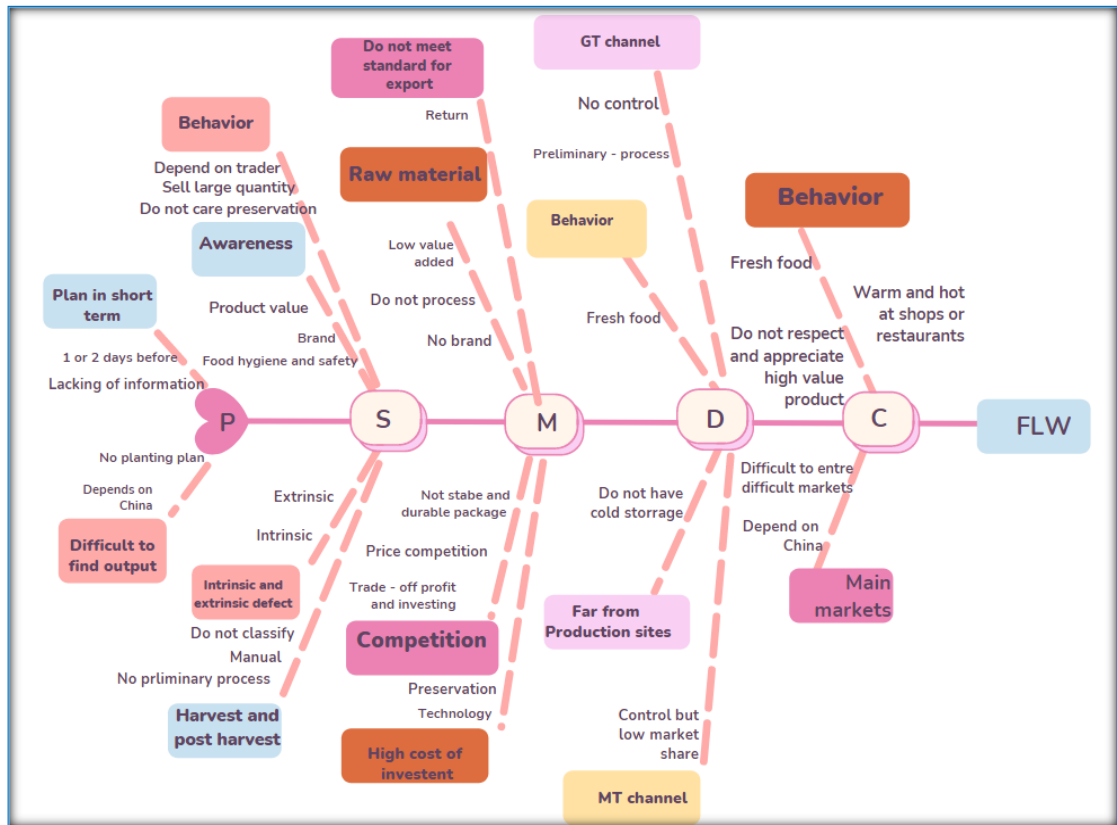 Plan in short
term
1 or 2 days before
Lacking of information
P
No planting plan
Depends on
China
Difficult to
find output
Behavior
Depend on trader
Sell large quantity
Do not care preservation
Awareness
Product value
Brand
Food hygiene and safety
S
Extrinsic
Intrinsic
Intrinsic and
extrinsic defect
Do not classify
Manual
No prliminary process
Harvest and
post harvest
Do not meet
standard for
export
Return
Raw material
Low value
added
Do not process
No brand
M
Not stabe and
durable package
Price competition
Trade - off profit
and investing
Competition
Preservation
Technology
High cost of
investent
GT channel
No control
Preliminary - process
Behavior
Fresh food
D
Do not have
cold storrage
Far from
Production sites
Control but
low market
share
MT channel
Behavior
Fresh food
Warm and hot
at shops or
restaurants
Do not respect
and appreciate
high value
product
C
Difficult to entre
difficult markets
Depend on
China
Main
markets
FLW